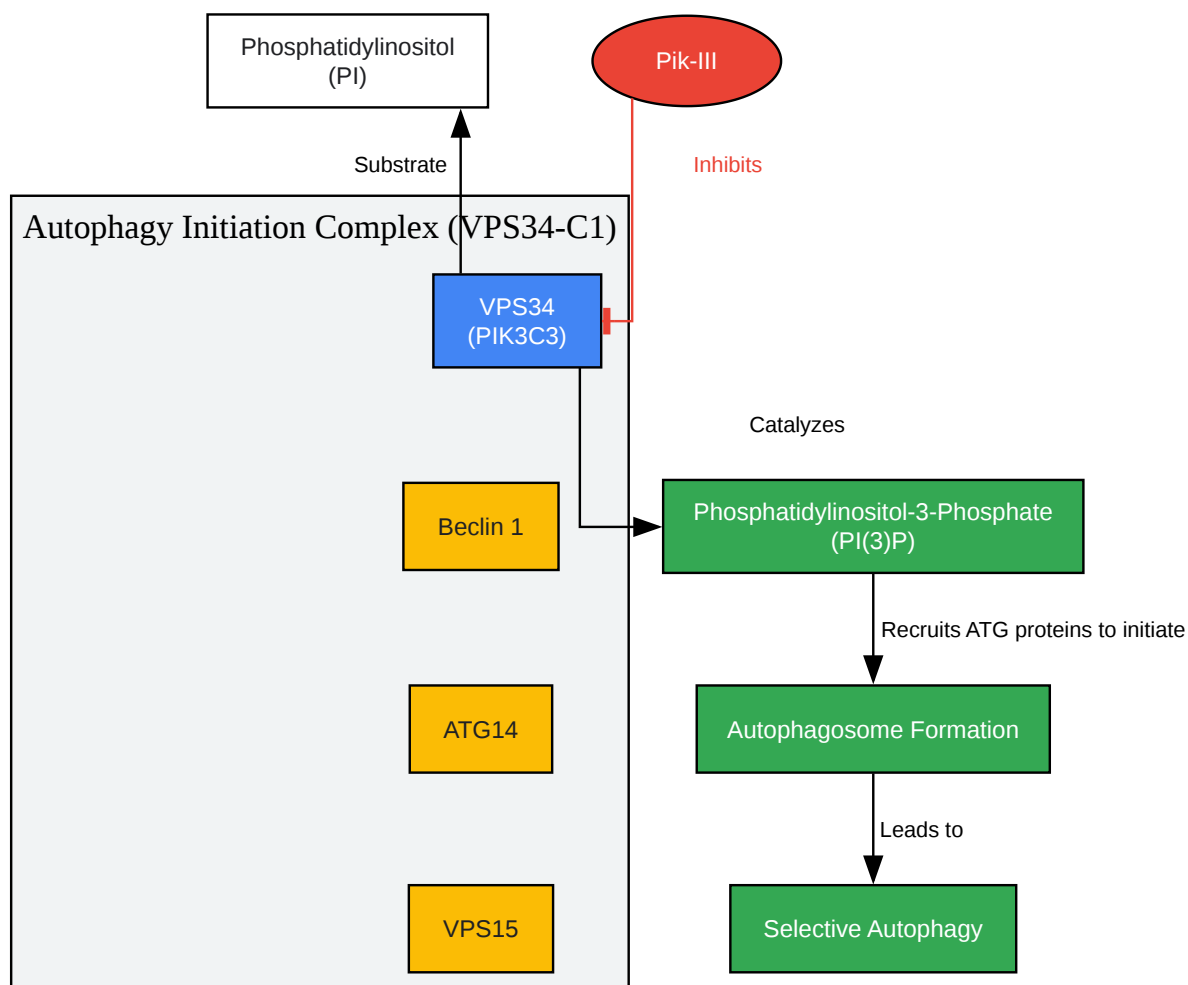 Phosphatidylinositol
(PI)
Pik-III
Substrate
Inhibits
Autophagy Initiation Complex (VPS34-C1)
VPS34
(PIK3C3)
Catalyzes
Beclin 1
Phosphatidylinositol-3-Phosphate
(PI(3)P)
Recruits ATG proteins to initiate
ATG14
Autophagosome Formation
Leads to
VPS15
Selective Autophagy